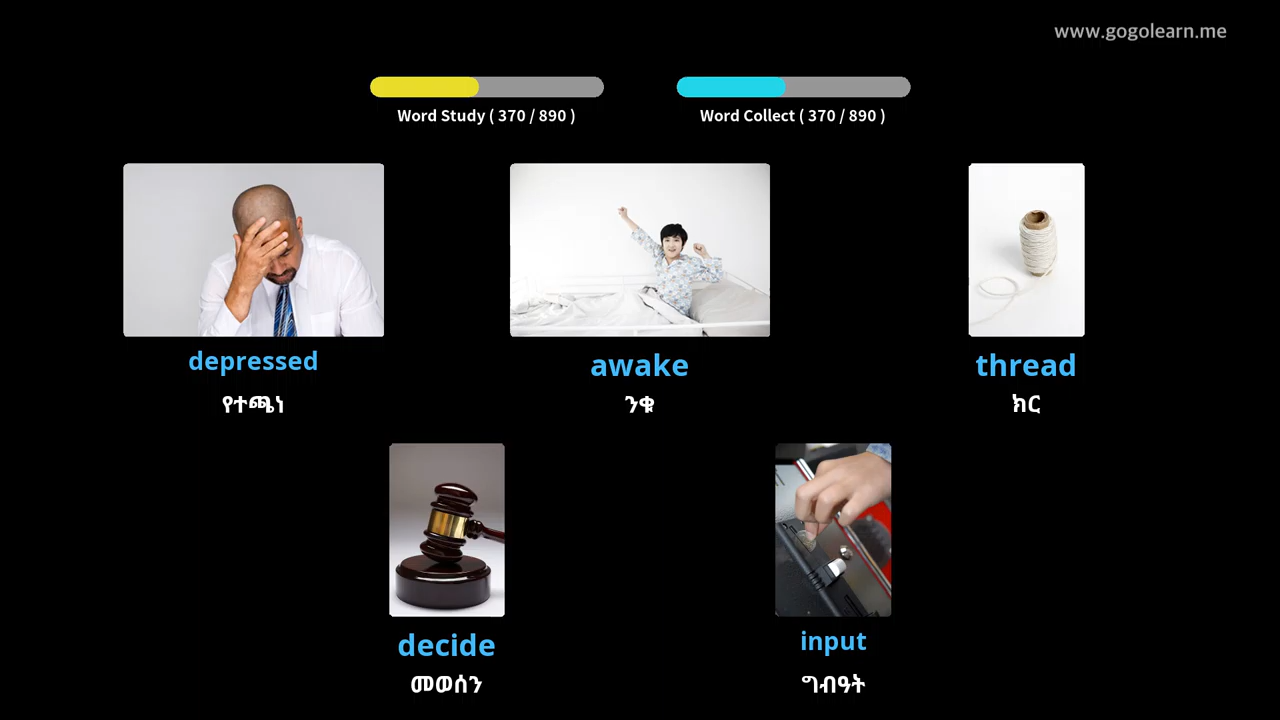 www.gogolearn.me
Word Study ( 370 / 890 )
Word Collect ( 370 / 890 )
depressed
የተጫነ
awake
ንቁ
thread
ክር
decide
መወሰን
input
ግብዓት